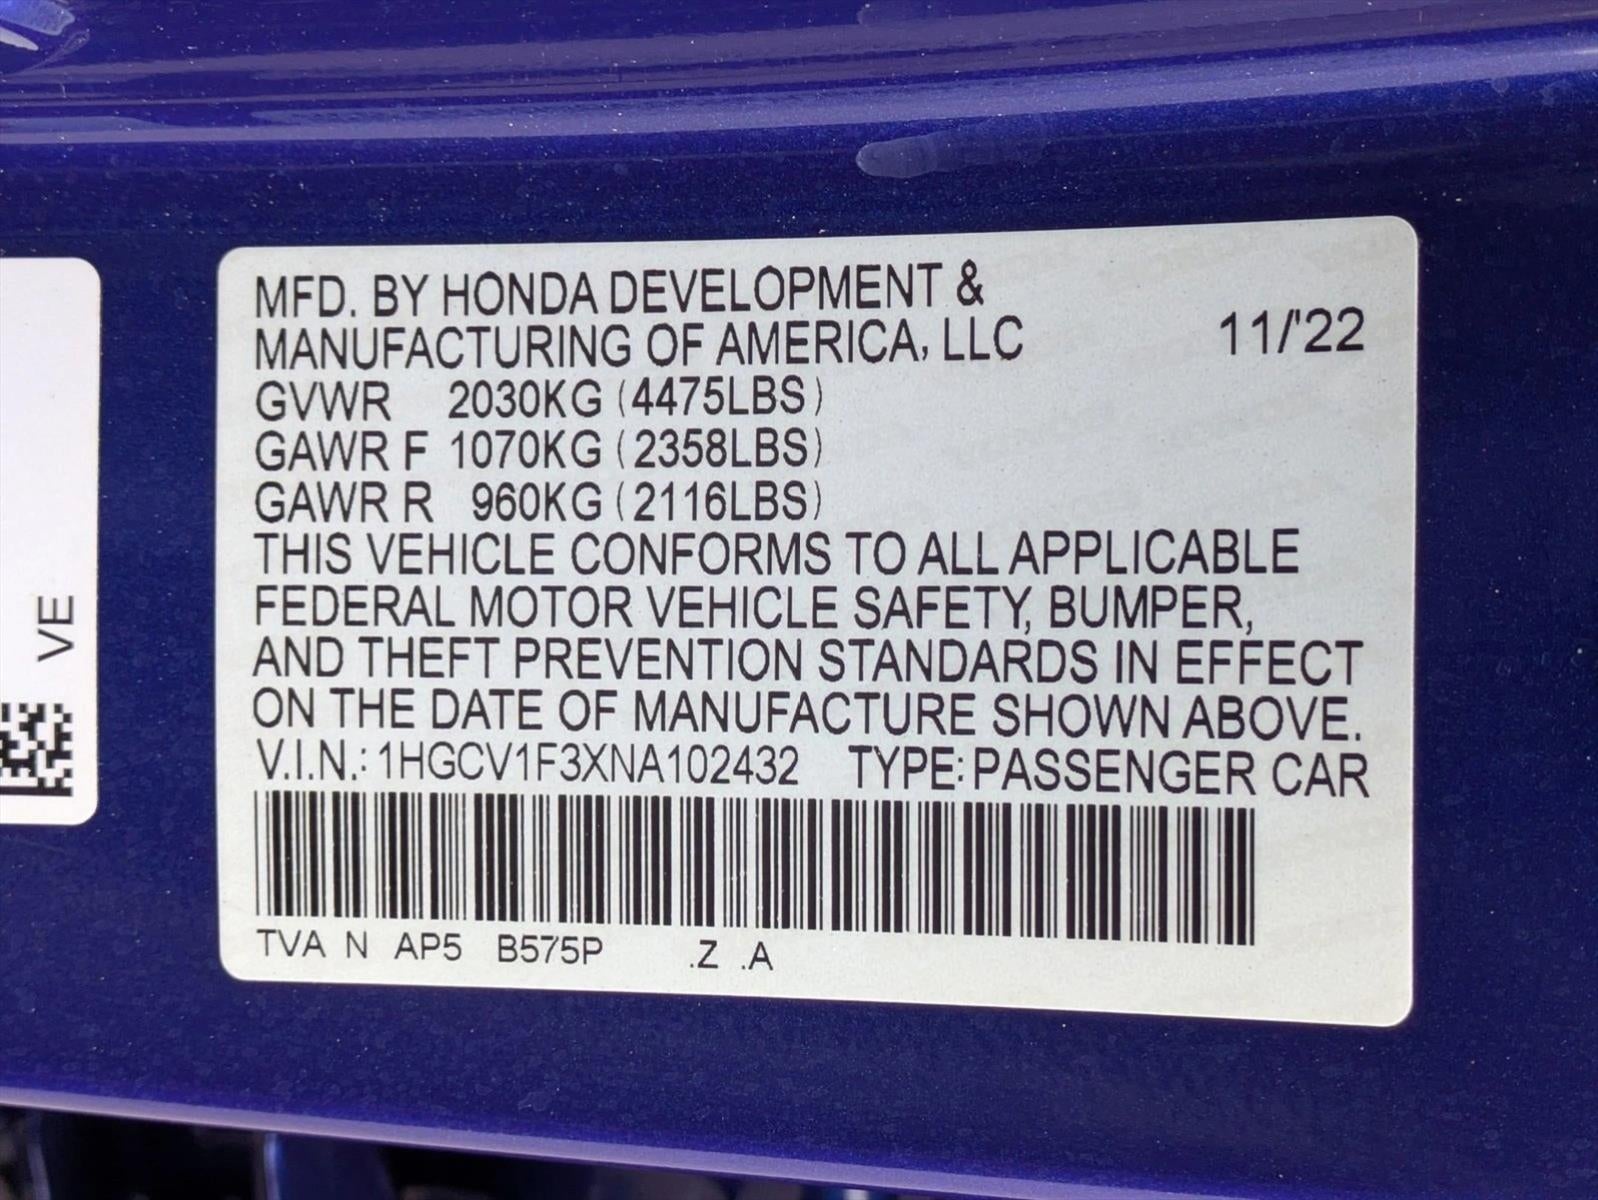 MFD. BY HONDA DEVELOPMENT &
MANUFACTURING OF AMERICA, LLC 11/'22
GVWR 2030KG (4475LBS)
GAWR F 1070KG (2358LBS)
GAWR R 960KG (2116LBS)
THIS VEHICLE CONFORMS TO ALL APPLICABLE
FEDERAL MOTOR VEHICLE SAFETY, BUMPER,
AND THEFT PREVENTION STANDARDS IN EFFECT
ON THE DATE OF MANUFACTURE SHOWN ABOVE.
V.I.N.: 1HGCV1F3XNA102432 TYPE: PASSENGER CAR
TVA N AP5 B575P .Z .A
VE